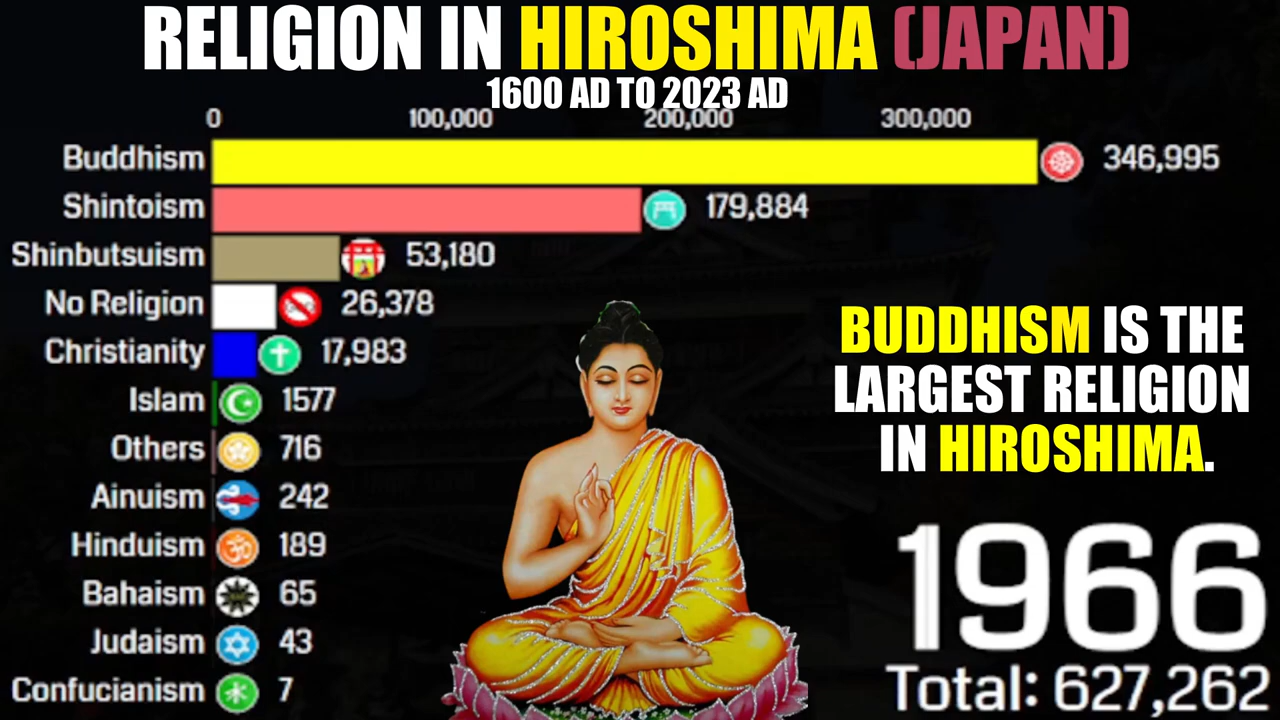 RELIGION IN HIROSHIMA (JAPAN)
1600 AD TO 2023 AD
0 100,000 200,000 300,000
Buddhism 346,995
Shintoism 179,884
Shinbutsuism 53,180
No Religion 26,378
Christianity 17,983
Islam 1577
Others 716
Ainuism 242
Hinduism 189
Bahaism 65
Judaism 43
Confucianism 7
BUDDHISM IS THE
LARGEST RELIGION
IN HIROSHIMA.
1966
Total: 627,262